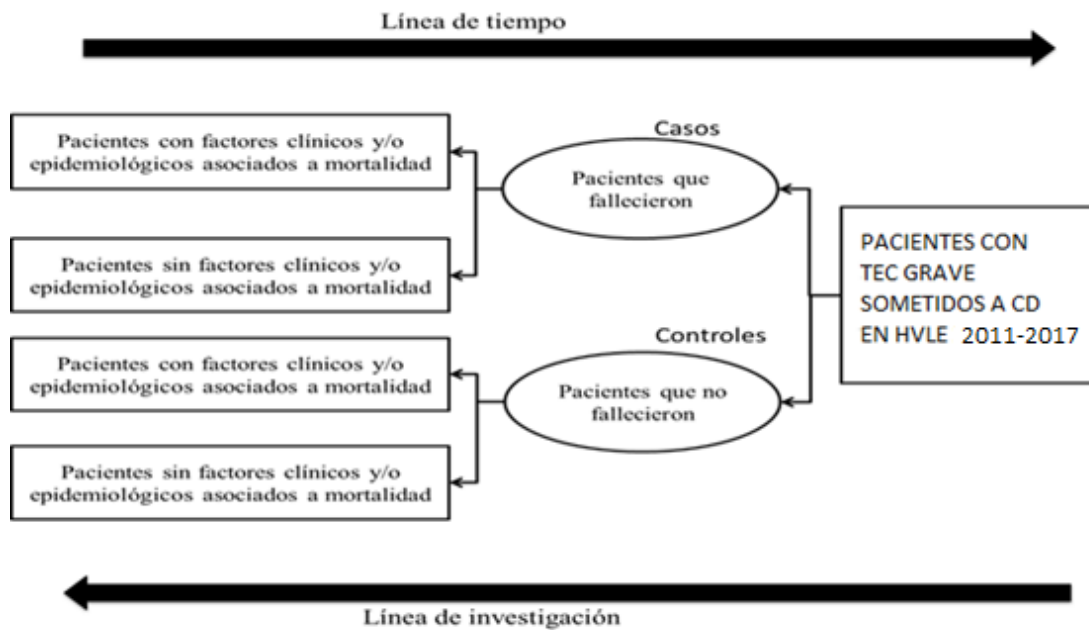 Línea de tiempo
Casos
Pacientes con factores clínicos y/o
epidemiológicos asociados a mortalidad
Pacientes que
fallecieron
Pacientes sin factores clínicos y/o
epidemiológicos asociados a mortalidad
PACIENTES CON
TEC GRAVE
SOMETIDOS A CD
EN HVLE 2011-2017
Controles
Pacientes con factores clínicos y/o
epidemiológicos asociados a mortalidad
Pacientes que no
fallecieron
Pacientes sin factores clínicos y/o
epidemiológicos asociados a mortalidad
Línea de investigación